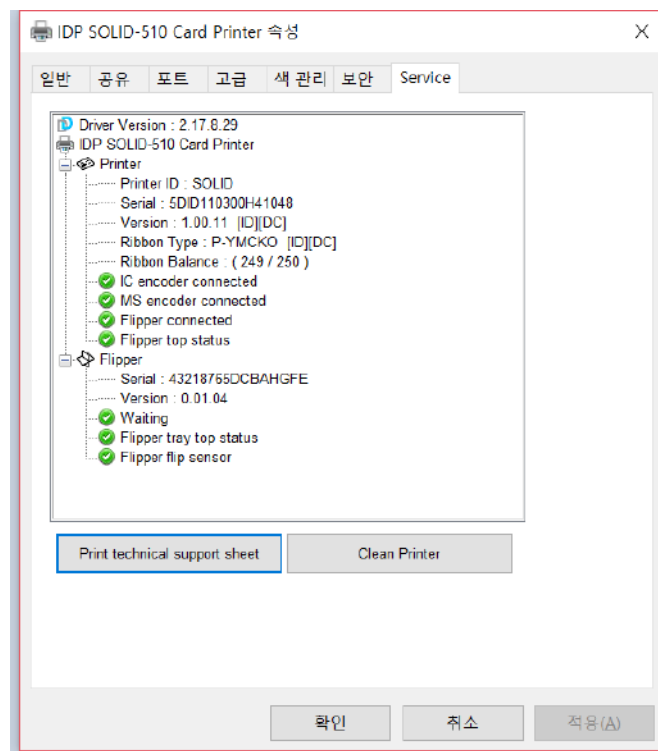 IDP SOLID-510 Card Printer 속성
일반 공유 포트 고급 색 관리 보안 Service
Driver Version : 2.17.8.29
IDP SOLID-510 Card Printer
Printer
Printer ID : SOLID
Serial : 5DID110300H41048
Version : 1.00.11 [ID][DC]
Ribbon Type : P-YMCKO [ID][DC]
Ribbon Balance : ( 249 / 250 )
IC encoder connected
MS encoder connected
Flipper connected
Flipper top status
Flipper
Serial : 43218765DCBAHGFE
Version : 0.01.04
Waiting
Flipper tray top status
Flipper flip sensor
Print technical support sheet Clean Printer
확인 취소 적용(A)